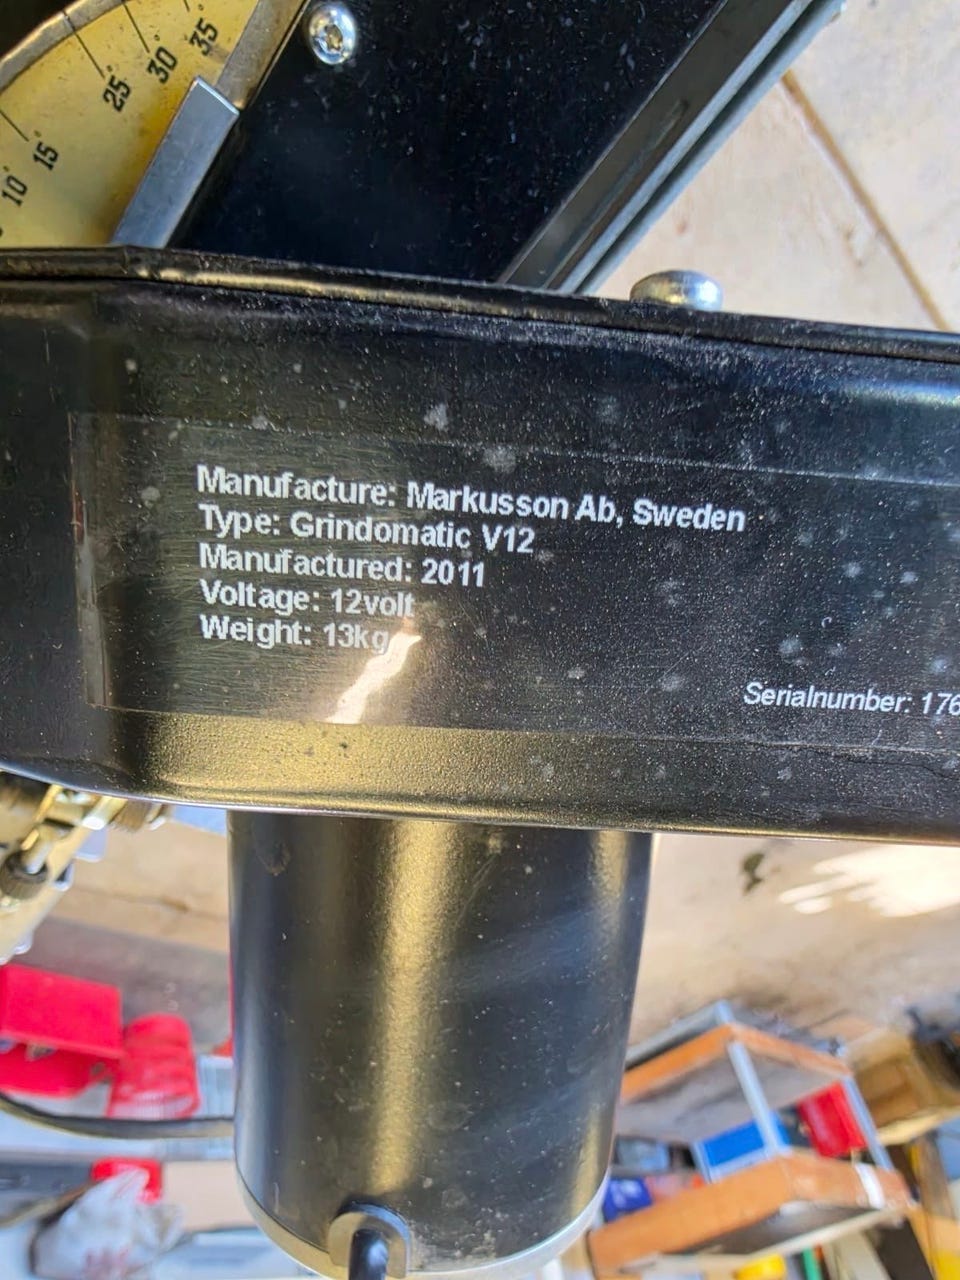 35°
30°
25°
15°
10°
Manufacture: Markusson Ab, Sweden
Type: Grindomatic V12
Manufactured: 2011
Voltage: 12volt
Weight: 13kg
Serialnumber: 176